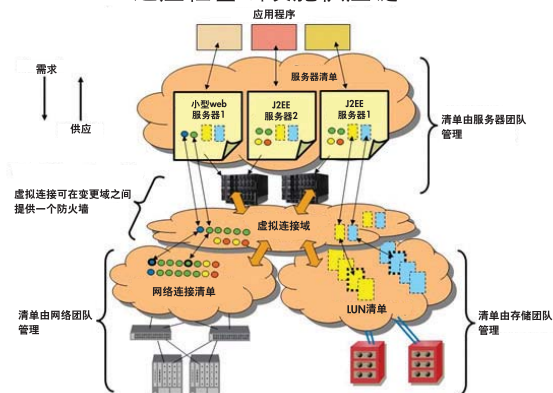 应用程序
需求
供应
服务器清单
小型web
服务器1
J2EE
服务器2
J2EE
服务器1
清单由服务器团队
管理
虚拟连接可在变更域之间
提供一个防火墙
虚拟连接域
网络连接清单
LUN清单
清单由网络团队
管理
清单由存储团队
管理